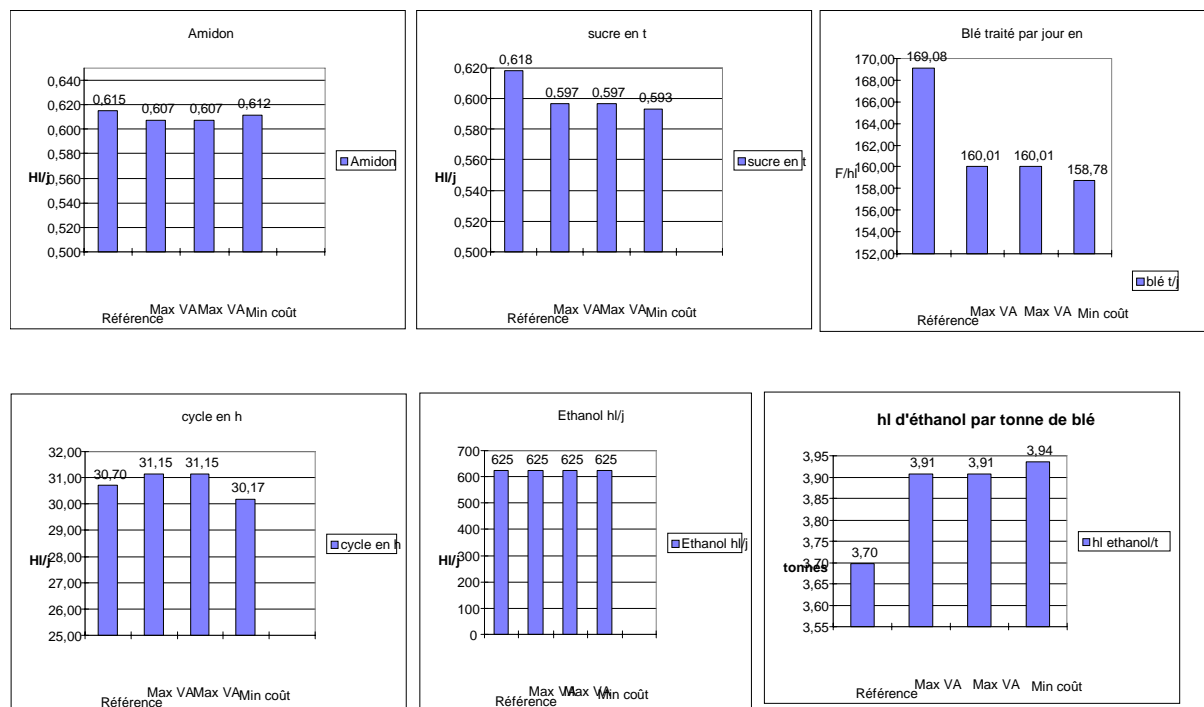 Amidon
0,640
0,620
0,600
0,580
0,560
0,540
0,520
0,500
Hl/j
0,615
0,607
0,607
0,612
Amidon
Référence
Max VA
Max VA
Min coût
sucre en t
0,620
0,600
0,580
0,560
0,540
0,520
0,500
Hl/j
0,618
0,597
0,597
0,593
sucre en t
Référence
Max VA
Max VA
Min coût
Blé traité par jour en
170,00
168,00
166,00
164,00
162,00
160,00
158,00
156,00
154,00
152,00
F/hl
169,08
160,01
160,01
158,78
blé t/j
Référence
Max VA
Max VA
Min coût
cycle en h
32,00
31,00
30,00
29,00
28,00
27,00
26,00
25,00
Hl/j
30,70
31,15
31,15
30,17
cycle en h
Référence
Max VA
Max VA
Min coût
Ethanol hl/j
700
600
500
400
300
200
100
0
Hl/j
625
625
625
625
Ethanol hl/j
Référence
Max VA
Max VA
Min coût
hl d'éthanol par tonne de blé
3,95
3,90
3,85
3,80
3,75
3,70
3,65
3,60
3,55
tonnes
3,70
3,91
3,91
3,94
hl ethanol/t
Référence
Max VA
Max VA
Min coût